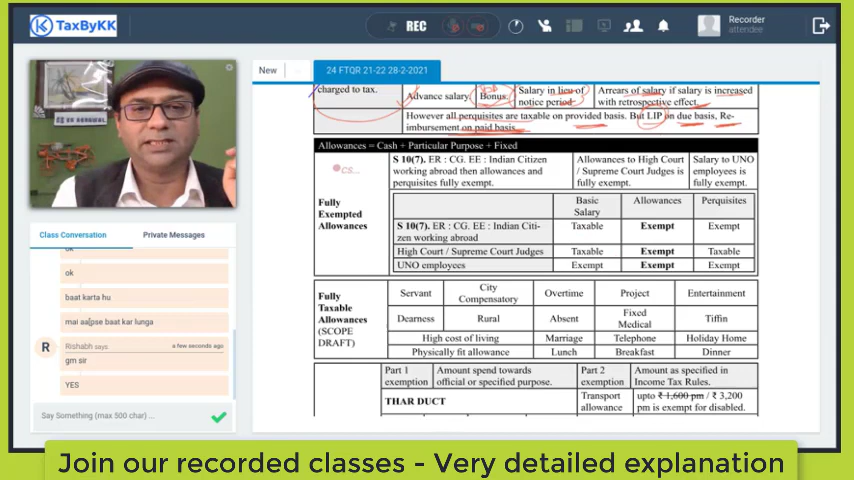 TaxByKK
REC
Recorder
attendee
New
24 FTQR 21-22 28-2-2021
charged to tax.
Advance salary.
Bonus.
Salary in lieu of
notice period
Arrears of salary if salary is increased
with retrospective effect.
However all perquisites are taxable on provided basis. But LIP on due basis, Re-
imbursement on paid basis.
Allowances = Cash + Particular Purpose + Fixed
CS...
Fully
Exempted
Allowances
S 10(7). ER : CG. EE : Indian Citizen
working abroad then allowances and
perquisites fully exempt.
Allowances to High Court
/ Supreme Court Judges is
fully exempt.
Salary to UNO
employees is
fully exempt.
Basic
Salary
Allowances
Perquisites
S 10(7). ER : CG. EE : Indian Citi-
zen working abroad
Taxable
Exempt
Exempt
High Court / Supreme Court Judges
Taxable
Exempt
Taxable
UNO employees
Exempt
Exempt
Exempt
Fully
Taxable
Allowances
(SCOPE
DRAFT)
Servant
City
Compensatory
Overtime
Project
Entertainment
Dearness
Rural
Absent
Fixed
Medical
Tiffin
High cost of living
Marriage
Telephone
Holiday Home
Physically fit allowance
Lunch
Breakfast
Dinner
Part 1
exemption
Amount spend towards
official or specified purpose.
Part 2
exemption
Amount as specified in
Income Tax Rules.
THAR DUCT
Transport
allowance
upto ₹ 1,600 pm / ₹ 3,200
pm is exempt for disabled.
Class Conversation
Private Messages
ok
ok
baat karta hu
mai aapse baat kar lunga
R
Rishabh says
a few seconds ago
gm sir
YES
Say Something (max 500 char) ...
Join our recorded classes - Very detailed explanation